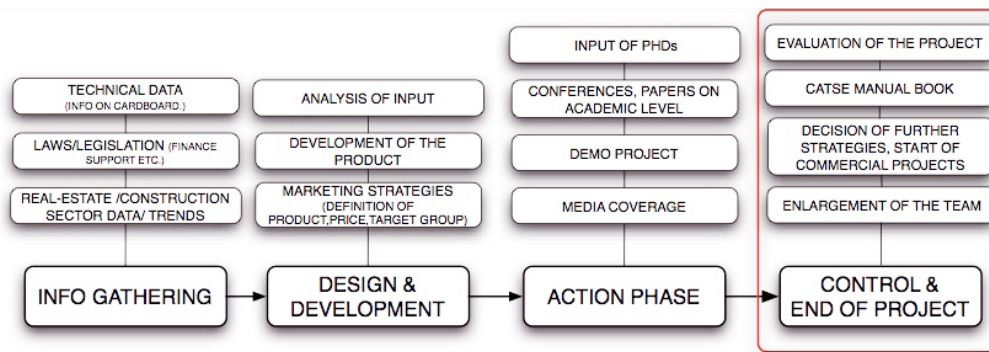 TECHNICAL DATA
(INFO ON CARDBOARD.)
LAWS/LEGISLATION (FINANCE
SUPPORT ETC.)
REAL-ESTATE /CONSTRUCTION
SECTOR DATA/ TRENDS
INFO GATHERING
ANALYSIS OF INPUT
DEVELOPMENT OF THE
PRODUCT
MARKETING STRATEGIES
(DEFINITION OF
PRODUCT,PRICE,TARGET GROUP)
DESIGN &
DEVELOPMENT
INPUT OF PHDs
CONFERENCES, PAPERS ON
ACADEMIC LEVEL
DEMO PROJECT
MEDIA COVERAGE
ACTION PHASE
EVALUATION OF THE PROJECT
CATSE MANUAL BOOK
DECISION OF FURTHER
STRATEGIES, START OF
COMMERCIAL PROJECTS
ENLARGEMENT OF THE TEAM
CONTROL &
END OF PROJECT